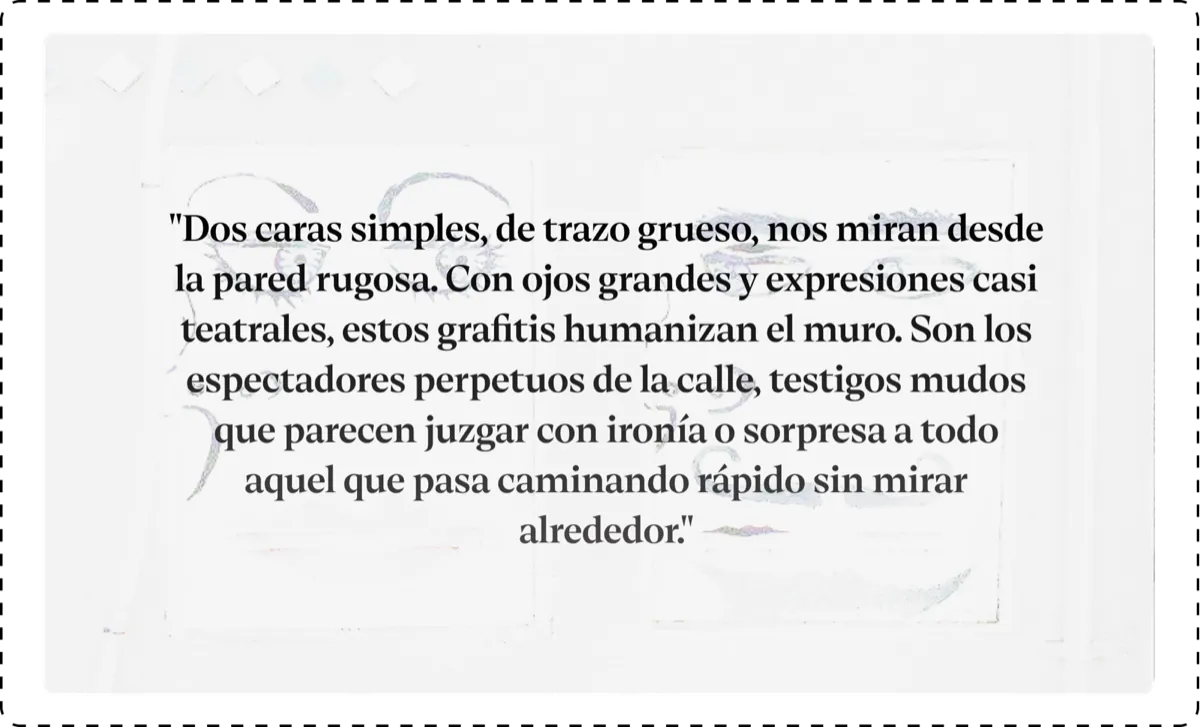 "Dos caras simples, de trazo grueso, nos miran desde
la pared rugosa. Con ojos grandes y expresiones casi
teatrales, estos grafitis humanizan el muro. Son los
espectadores perpetuos de la calle, testigos mudos
que parecen juzgar con ironía o sorpresa a todo
aquel que pasa caminando rápido sin mirar
alrededor."